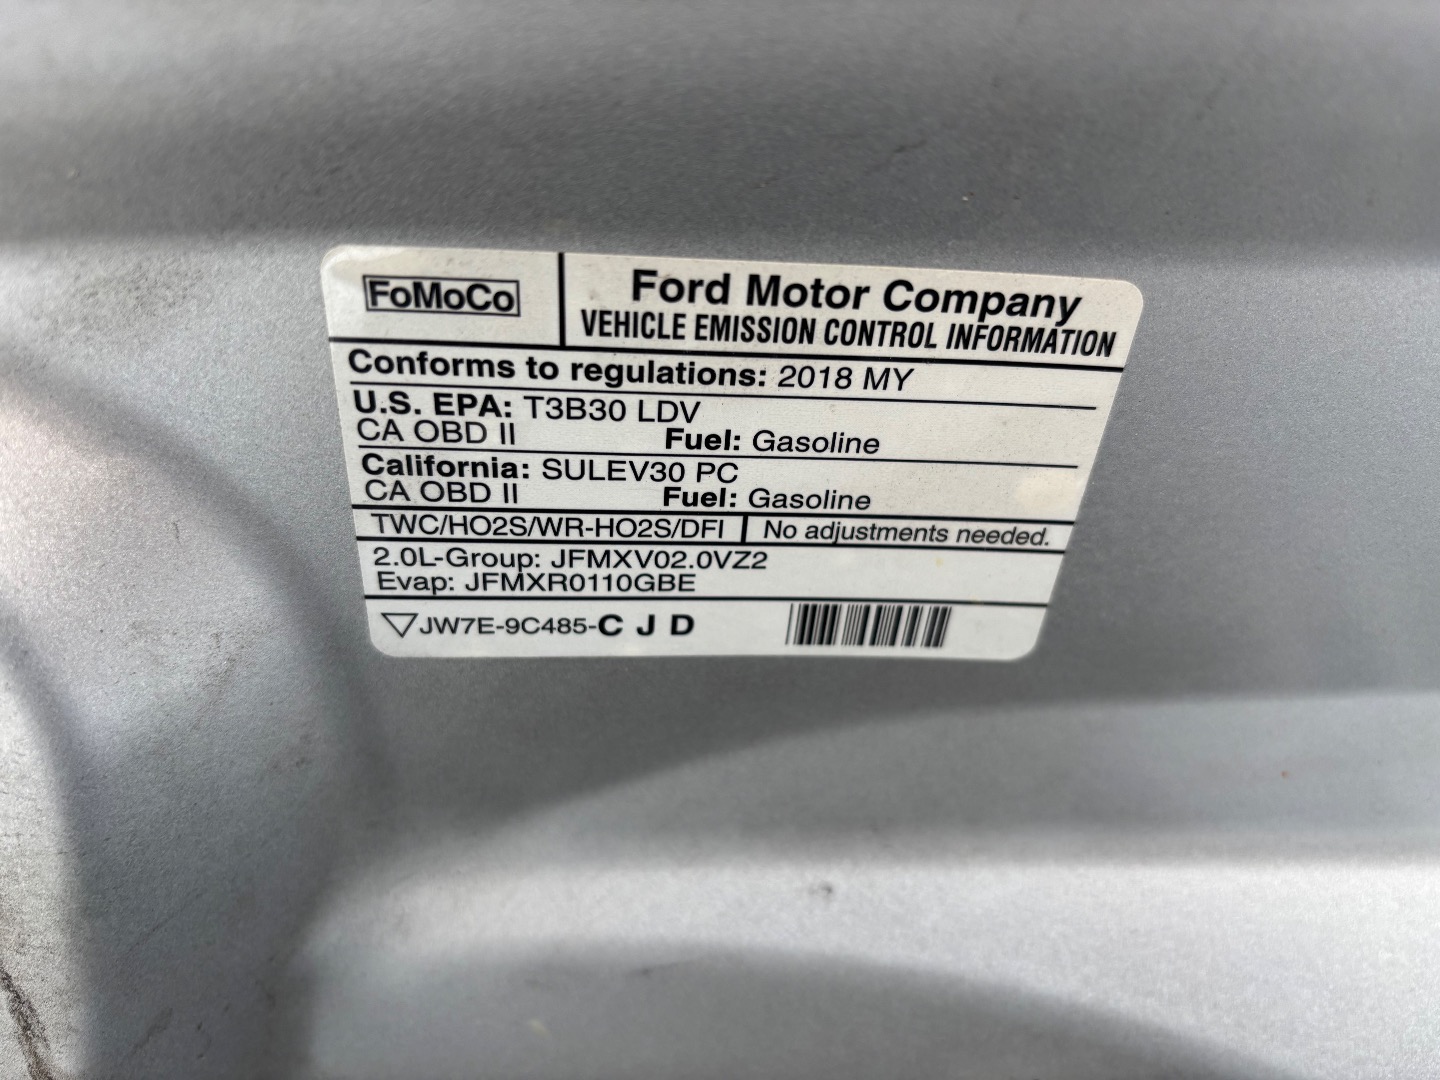 FoMoCo
Ford Motor Company
VEHICLE EMISSION CONTROL INFORMATION
Conforms to regulations: 2018 MY
U.S. EPA: T3B30 LDV
CA OBD II Fuel: Gasoline
California: SULEV30 PC
CA OBD II Fuel: Gasoline
TWC/HO2S/WR-HO2S/DFI No adjustments needed.
2.0L-Group: JFMXV02.0VZ2
Evap: JFMXR0110GBE
JW7E-9C485-C J D